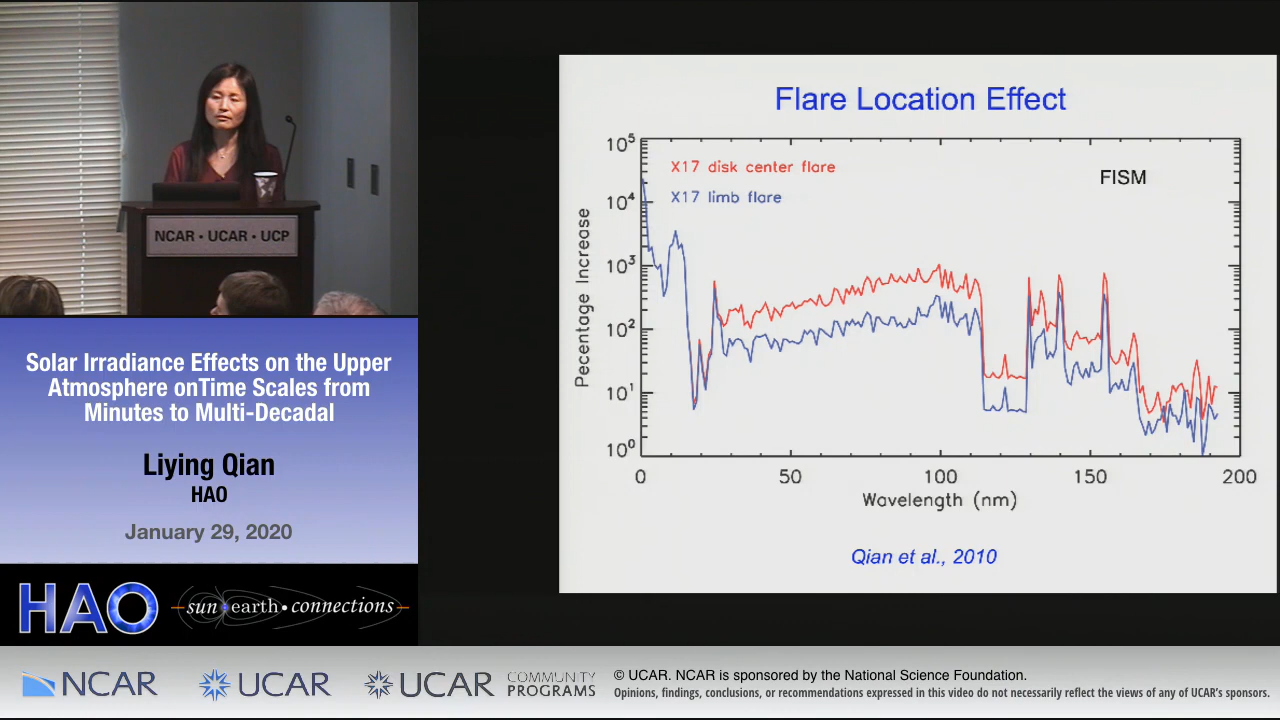 NCAR • UCAR • UCP
Solar Irradiance Effects on the Upper
Atmosphere onTime Scales from
Minutes to Multi-Decadal
Liying Qian
HAO
January 29, 2020
HAO
sun earth • connections
Flare Location Effect
X17 disk center flare
X17 limb flare
FISM
Pecentage Increase
10^5
10^4
10^3
10^2
10^1
10^0
0 50 100 150 200
Wavelength (nm)
Qian et al., 2010
NCAR
UCAR
UCAR
COMMUNITY
PROGRAMS
© UCAR. NCAR is sponsored by the National Science Foundation.
Opinions, findings, conclusions, or recommendations expressed in this video do not necessarily reflect the views of any of UCAR's sponsors.